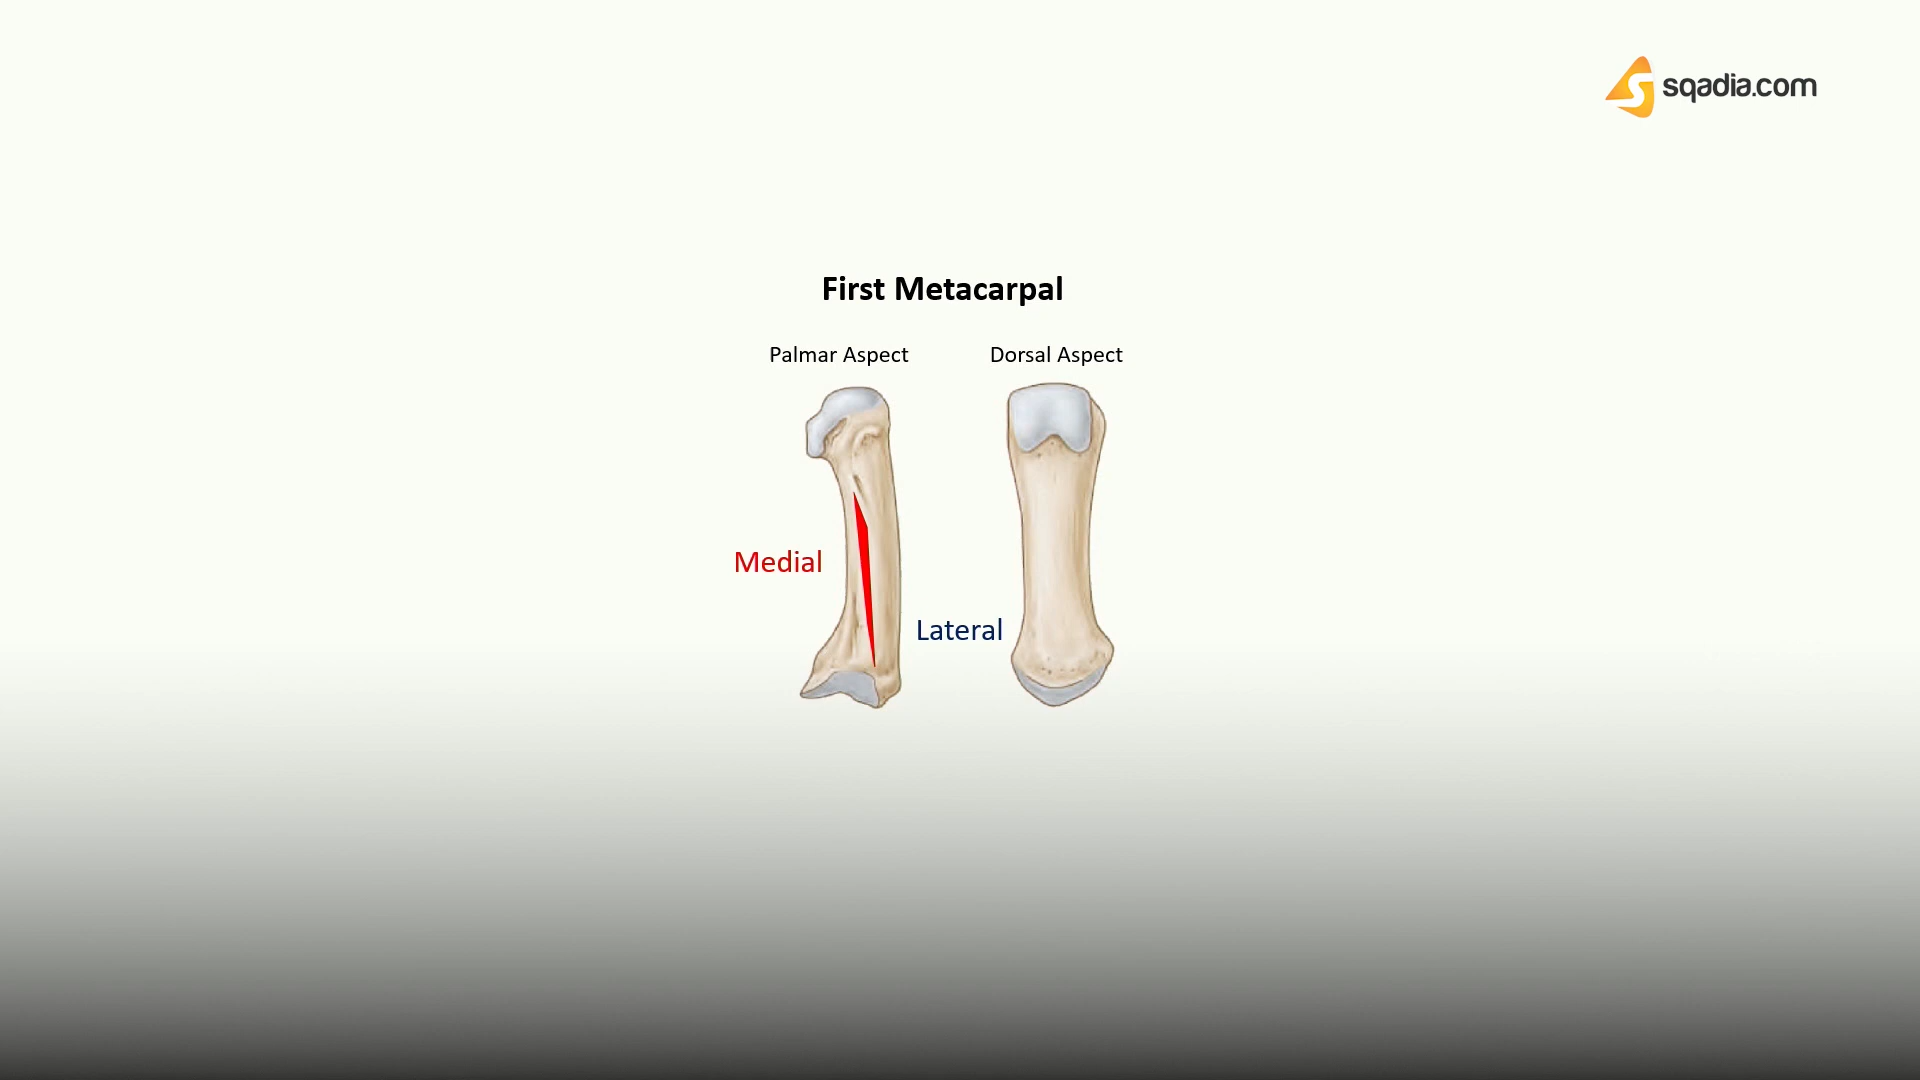 sqadia.com
First Metacarpal
Palmar Aspect
Dorsal Aspect
Medial
Lateral